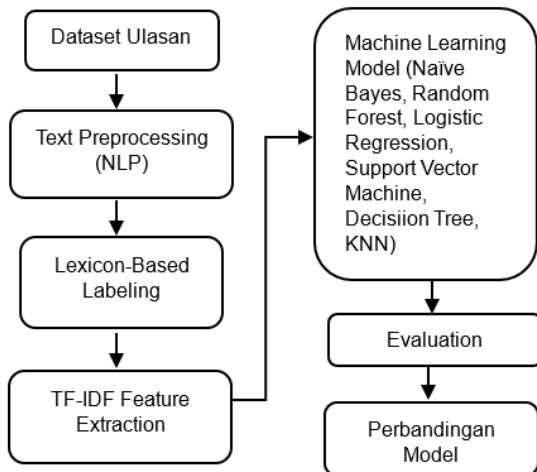 Dataset Ulasan
Text Preprocessing
(NLP)
Lexicon-Based
Labeling
TF-IDF Feature
Extraction
Machine Learning
Model (Naïve
Bayes, Random
Forest, Logistic
Regression,
Support Vector
Machine,
Decisiion Tree,
KNN)
Evaluation
Perbandingan
Model